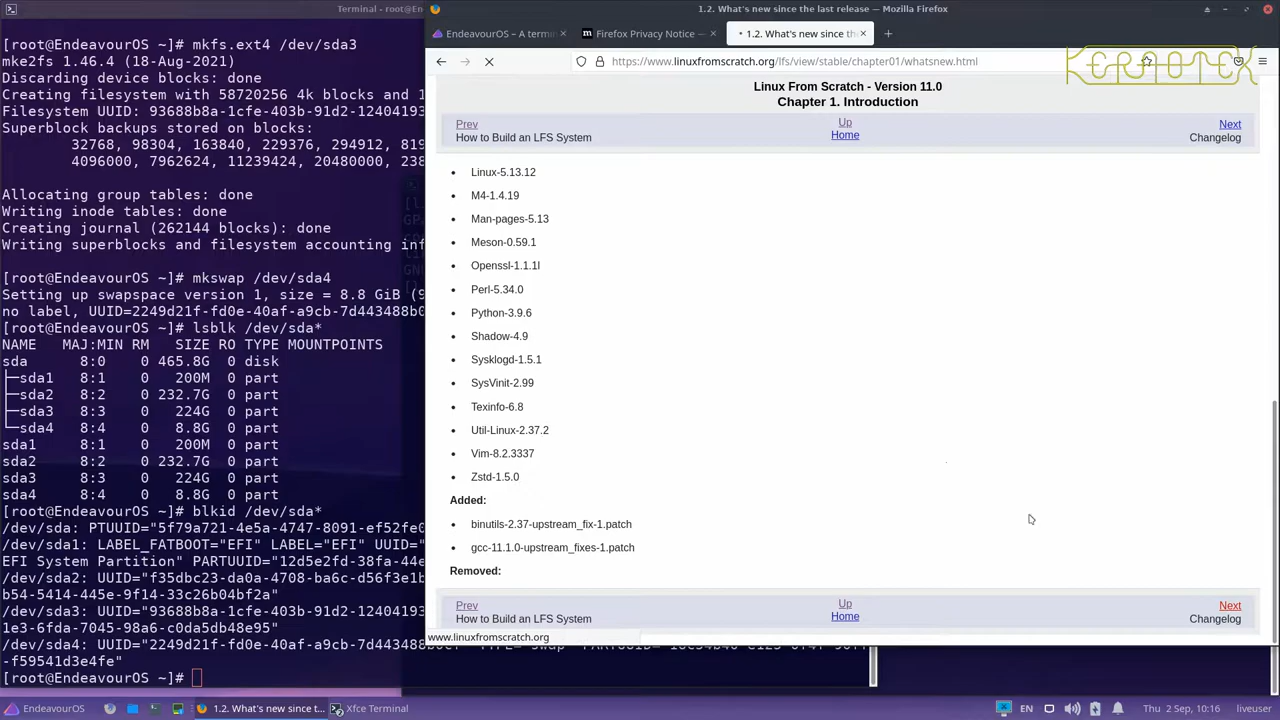 Terminal - root@En
[root@EndeavourOS ~]# mkfs.ext4 /dev/sda3
mke2fs 1.46.4 (18-Aug-2021)
Discarding device blocks: done
Creating filesystem with 58720256 4k blocks and 1
Filesystem UUID: 93688b8a-1cfe-403b-91d2-12404193
Superblock backups stored on blocks:
32768, 98304, 163840, 229376, 294912, 819
4096000, 7962624, 11239424, 20480000, 238
Allocating group tables: done
Writing inode tables: done
Creating journal (262144 blocks): done
Writing superblocks and filesystem accounting inf
[root@EndeavourOS ~]# mkswap /dev/sda4
Setting up swapspace version 1, size = 8.8 GiB (9
no label, UUID=2249d21f-fd0e-40af-a9cb-7d443488b0
[root@EndeavourOS ~]# lsblk /dev/sda*
NAME MAJ:MIN RM SIZE RO TYPE MOUNTPOINTS
sda 8:0 0 465.8G 0 disk
├─sda1 8:1 0 200M 0 part
├─sda2 8:2 0 232.7G 0 part
├─sda3 8:3 0 224G 0 part
└─sda4 8:4 0 8.8G 0 part
sda1 8:1 0 200M 0 part
sda2 8:2 0 232.7G 0 part
sda3 8:3 0 224G 0 part
sda4 8:4 0 8.8G 0 part
[root@EndeavourOS ~]# blkid /dev/sda*
/dev/sda: PTUUID="5f79a721-4e5a-4747-8091-ef52fe0
/dev/sda1: LABEL_FATBOOT="EFI" LABEL="EFI" UUID="
EFI System Partition" PARTUUID="12d5e2fd-38fa-44e
/dev/sda2: UUID="f35dbc23-da0a-4708-ba6c-d56f3e1b
b54-5414-445e-9f14-33c26b04bf2a"
/dev/sda3: UUID="93688b8a-1cfe-403b-91d2-12404193
1e3-6fda-7045-98a6-c0da5db48e95"
/dev/sda4: UUID="2249d21f-fd0e-40af-a9cb-7d443488b0
-f59541d3e4fe"
[root@EndeavourOS ~]#
1.2. What's new since the last release — Mozilla Firefox
EndeavourOS – A termi
Firefox Privacy Notice —
1.2. What's new since th
https://www.linuxfromscratch.org/lfs/view/stable/chapter01/whatsnew.html
KERNOTEX
Linux From Scratch - Version 11.0
Chapter 1. Introduction
Prev Up Next
How to Build an LFS System Home Changelog
• Linux-5.13.12
• M4-1.4.19
• Man-pages-5.13
• Meson-0.59.1
• Openssl-1.1.1l
• Perl-5.34.0
• Python-3.9.6
• Shadow-4.9
• Sysklogd-1.5.1
• SysVinit-2.99
• Texinfo-6.8
• Util-Linux-2.37.2
• Vim-8.2.3337
• Zstd-1.5.0
Added:
• binutils-2.37-upstream_fix-1.patch
• gcc-11.1.0-upstream_fixes-1.patch
Removed:
Prev Up Next
How to Build an LFS System Home Changelog
www.linuxfromscratch.org
EndeavourOS
1.2. What's new since t...
Xfce Terminal
EN
Thu 2 Sep, 10:16
liveuser